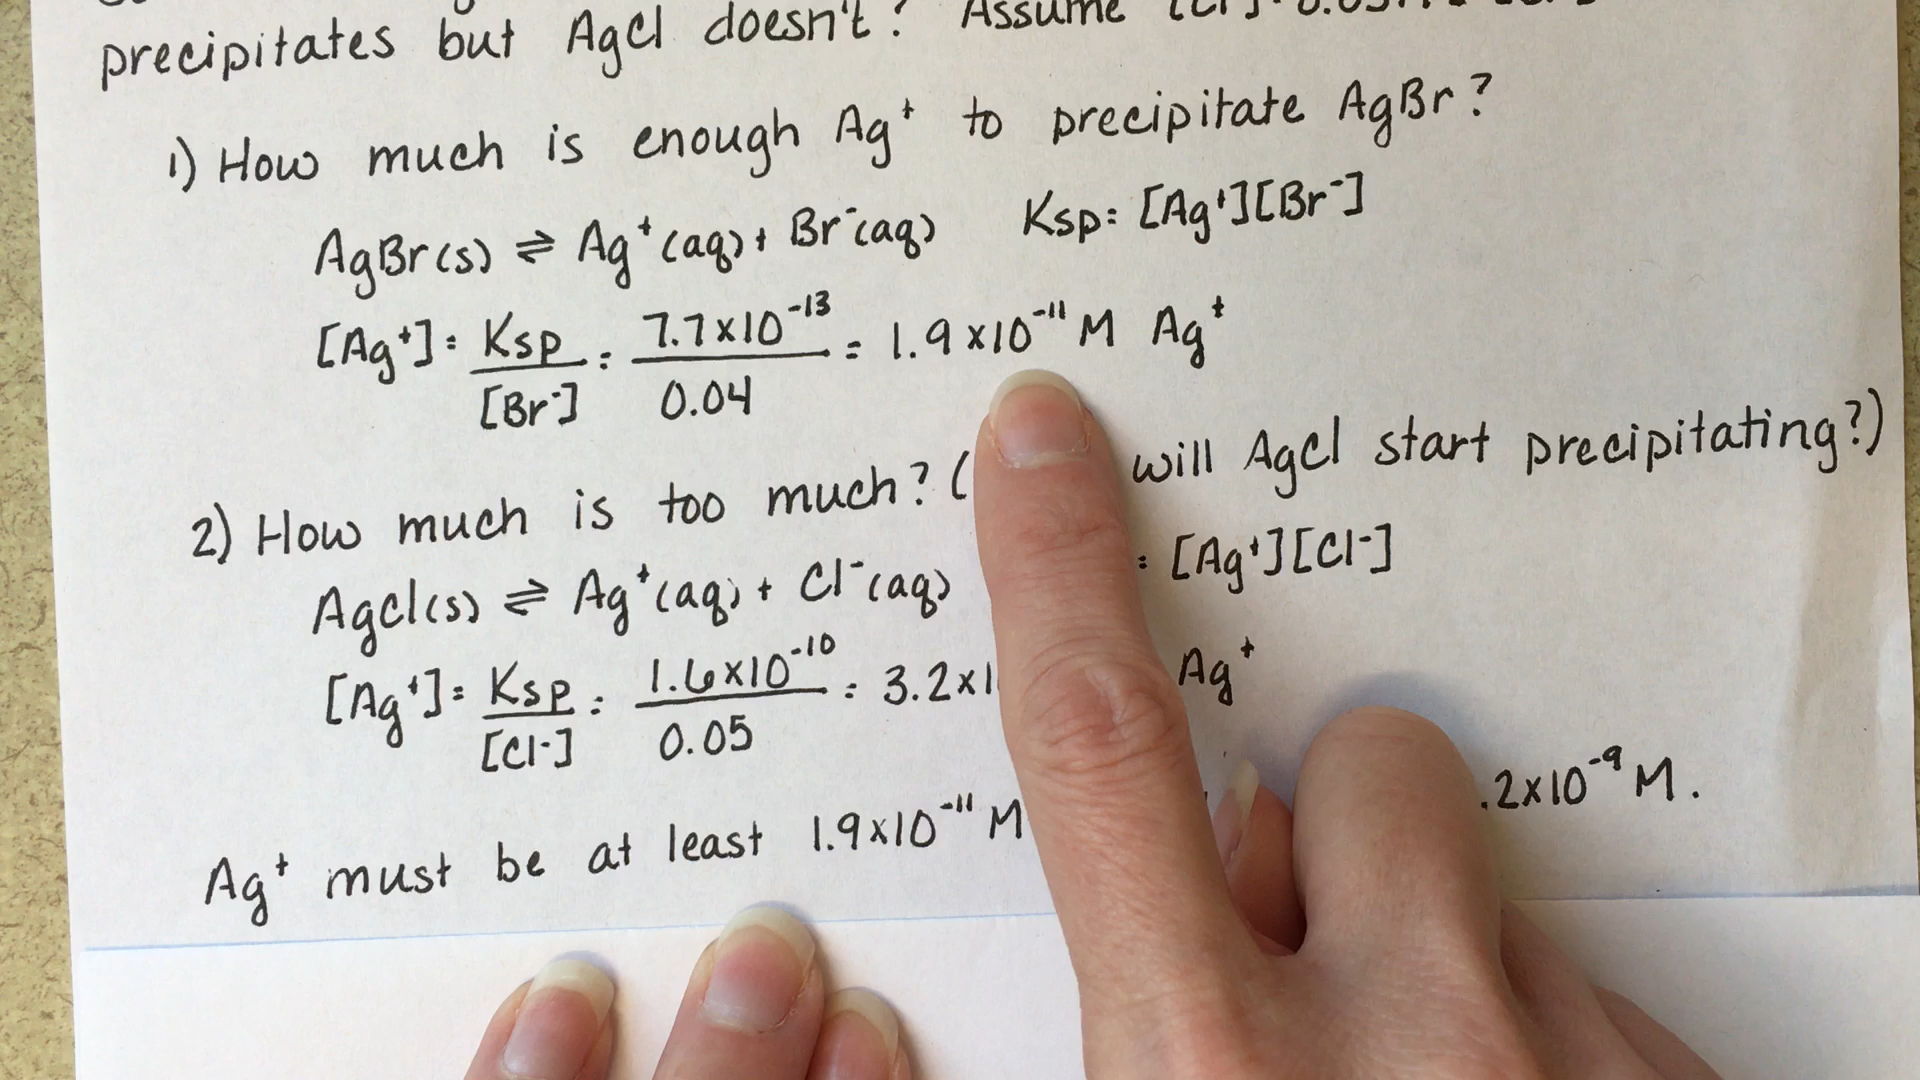 precipitates but AgCl doesn't? Assume
1) How much is enough Ag⁺ to precipitate AgBr?
AgBr(s) ⇌ Ag⁺(aq) + Br⁻(aq) Ksp = [Ag⁺][Br⁻]
[Ag⁺] = Ksp/[Br⁻] = 7.7x10⁻¹³/0.04 = 1.9x10⁻¹¹ M Ag⁺
2) How much is too much? ( will AgCl start precipitating?)
AgCl(s) ⇌ Ag⁺(aq) + Cl⁻(aq) = [Ag⁺][Cl⁻]
[Ag⁺] = Ksp/[Cl⁻] = 1.6x10⁻¹⁰/0.05 = 3.2x1 Ag⁺
Ag⁺ must be at least 1.9x10⁻¹¹ M .2x10⁻⁹ M.